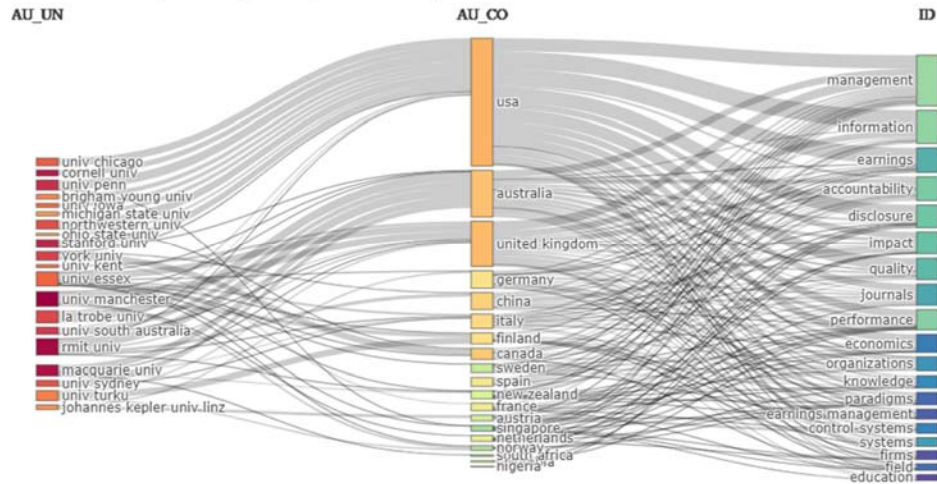 AU_UN
AU_CO
ID
univ chicago
cornell univ
univ penn
brigham young univ
univ iowa
michigan state univ
northwestern univ
ohio state univ
stanford univ
york univ
univ kent
univ essex
univ manchester
la trobe univ
univ south australia
rmit univ
macquarie univ
univ sydney
univ turku
johannes kepler univ linz
usa
australia
united kingdom
germany
china
italy
finland
canada
sweden
spain
new zealand
france
austria
singapore
netherlands
norway
south africa
nigeria
management
information
earnings
accountability
disclosure
impact
quality
journals
performance
economics
organizations
knowledge
paradigms
earnings management
control-systems
systems
firms
field
education